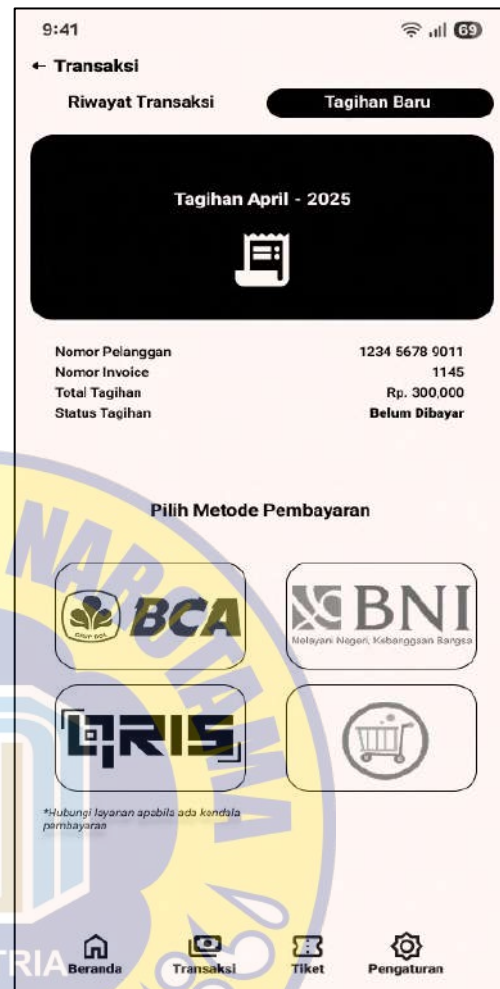 9:41
69
← Transaksi
Riwayat Transaksi Tagihan Baru
Tagihan April - 2025
Nomor Pelanggan 1234 5678 9011
Nomor Invoice 1145
Total Tagihan Rp. 300,000
Status Tagihan Belum Dibayar
Pilih Metode Pembayaran
BCA
BNI
Melayani Negeri, Kebanggaan Bangsa
QRIS
*Hubungi layanan apabila ada kendala
pembayaran
Beranda Transaksi Tiket Pengaturan
NAROTAMA
TRIA